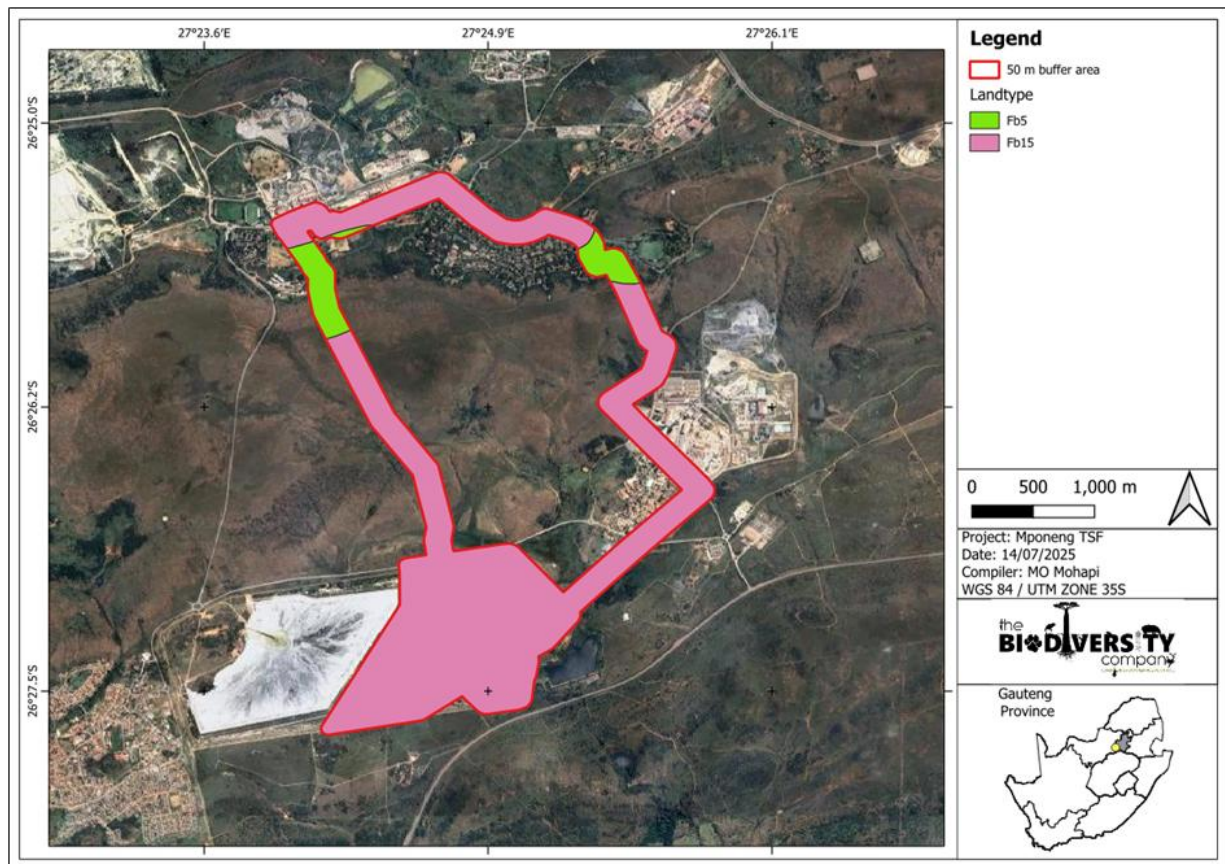 27°23.6'E
27°24.9'E
27°26.1'E
26°25.0'S
26°26.2'S
26°27.5'S
Legend
50 m buffer area
Landtype
Fb5
Fb15
0 500 1,000 m
Project: Mponeng TSF
Date: 14/07/2025
Compiler: MO Mohapi
WGS 84 / UTM ZONE 35S
the
BIODIVERSITY
company
Gauteng
Province